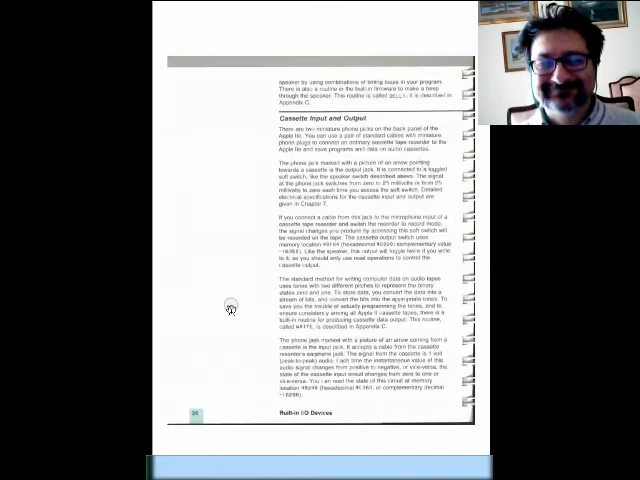 speaker by using combinations of timing loops in your program.
There is also a routine in the built-in firmware to make a beep
through the speaker. This routine is called BELL1. It is described in
Appendix C.
Cassette Input and Output
There are two miniature phone jacks on the back panel of the
Apple IIe. You can use a pair of standard cables with miniature
phone plugs to connect an ordinary cassette tape recorder to the
Apple IIe and save programs and data on audio cassettes.
The phone jack marked with a picture of an arrow pointing
towards a cassette is the output jack. It is connected to a toggled
soft switch, like the speaker switch described above. The signal
at the phone jack switches from zero to 25 millivolts or from 25
millivolts to zero each time you access the soft switch. Detailed
electrical specifications for the cassette input and output are
given in Chapter 7.
If you connect a cable from this jack to the microphone input of a
cassette tape recorder and switch the recorder to record mode,
the signal changes you produce by accessing this soft switch will
be recorded on the tape. The cassette output switch uses
memory location (hexadecimal complementary value
Like the speaker, this output will toggle twice if you write
to it, so you should only use read operations to control the
cassette output.
The standard method for writing computer data on audio tapes
uses tones with two different pitches to represent the binary
states zero and one. To store data, you convert the data into a
stream of bits, and convert the bits into the appropriate tones. To
save you the trouble of actually programming the tones, and to
ensure consistency among all Apple II cassette tapes, there is a
built-in routine for producing cassette data output. This routine,
called WRITE, is described in Appendix C.
The phone jack marked with a picture of an arrow coming from a
cassette is the input jack. It accepts a cable from the cassette
recorder's earphone jack. The signal from the cassette is 1 volt
(peak-to-peak) audio. Each time the instantaneous value of this
audio signal changes from positive to negative, or vice-versa, the
state of the cassette input circuit changes from zero to one or
vice-versa. You can read the state of this circuit at memory
location (hexadecimal or complementary decimal
Built-in I/O Devices